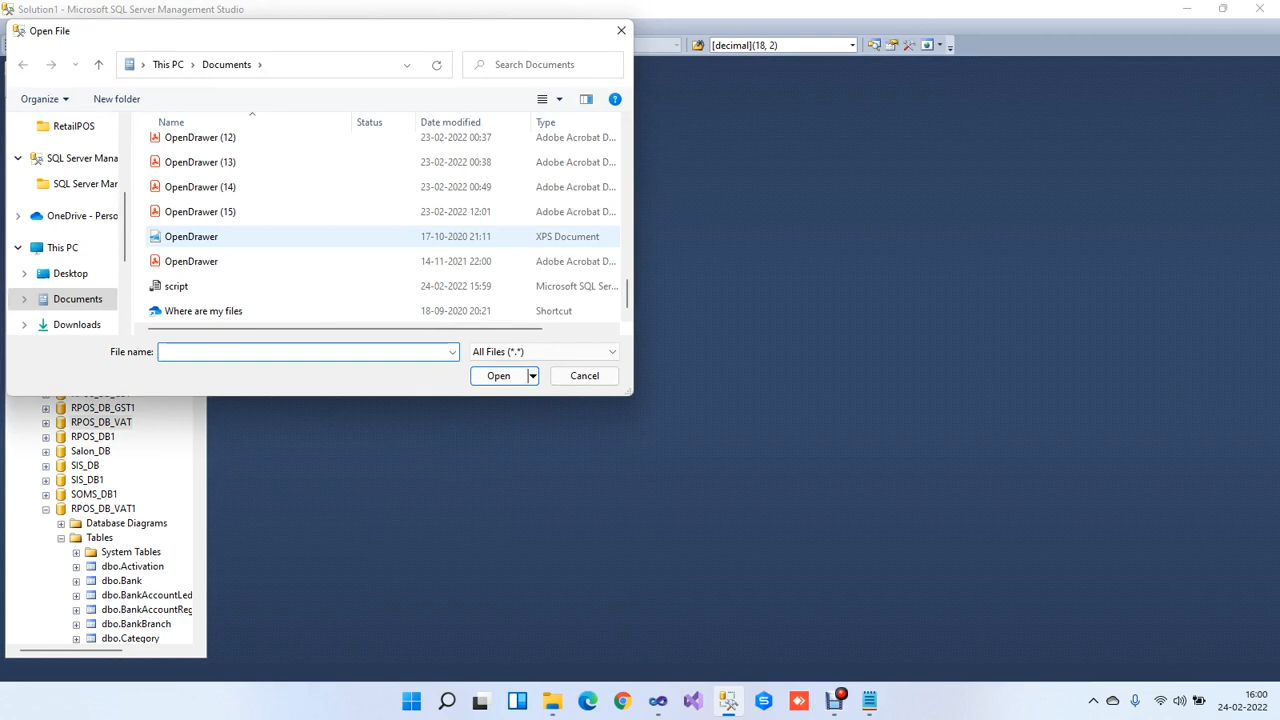 Solution1 - Microsoft SQL Server Management Studio
Open File
[decimal](18, 2)
This PC > Documents >
Search Documents
Organize
New folder
Name
Status
Date modified
Type
RetailPOS
SQL Server Mana
SQL Server Mar
OneDrive - Perso
This PC
Desktop
Documents
Downloads
OpenDrawer (12) 23-02-2022 00:37 Adobe Acrobat D...
OpenDrawer (13) 23-02-2022 00:38 Adobe Acrobat D...
OpenDrawer (14) 23-02-2022 00:49 Adobe Acrobat D...
OpenDrawer (15) 23-02-2022 12:01 Adobe Acrobat D...
OpenDrawer 17-10-2020 21:11 XPS Document
OpenDrawer 14-11-2021 22:00 Adobe Acrobat D...
script 24-02-2022 15:59 Microsoft SQL Ser...
Where are my files 18-09-2020 20:21 Shortcut
File name:
All Files (*.*)
Open
Cancel
RPOS_DB_GST1
RPOS_DB_VAT
RPOS_DB1
Salon_DB
SIS_DB
SIS_DB1
SOMS_DB1
RPOS_DB_VAT1
Database Diagrams
Tables
System Tables
dbo.Activation
dbo.Bank
dbo.BankAccountLed
dbo.BankAccountReg
dbo.BankBranch
dbo.Category
16:00
24-02-2022